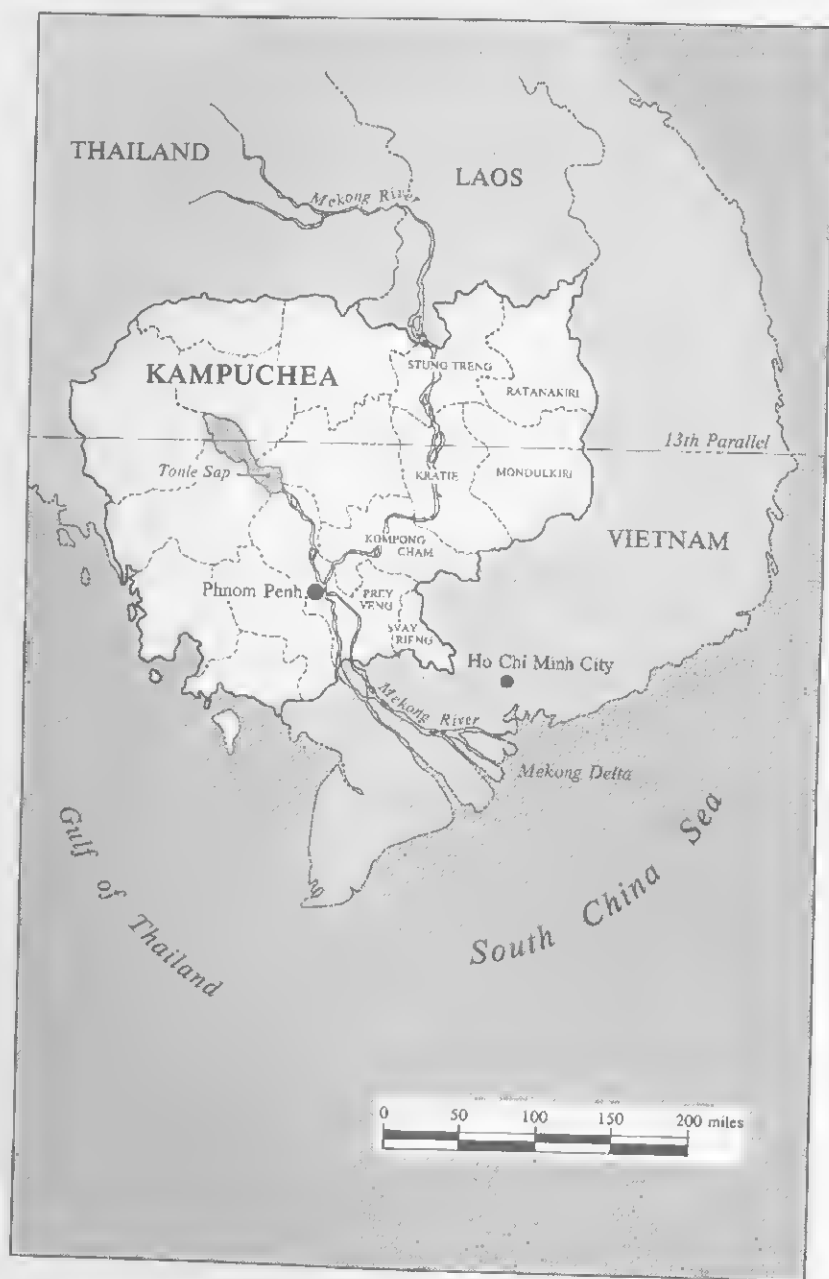 THAILAND
LAOS
Mekong River
KAMPUCHEA
STUNG TRENG
RATANAKIRI
13th Parallel
Tonle Sap
KRATIE
MONDULKIRI
KOMPONG
CHAM
VIETNAM
Phnom Penh
PREY
VENG
SVAY
RIENG
Ho Chi Minh City
Mekong River
Mekong Delta
Gulf of Thailand
South China Sea
0 50 100 150 200 miles